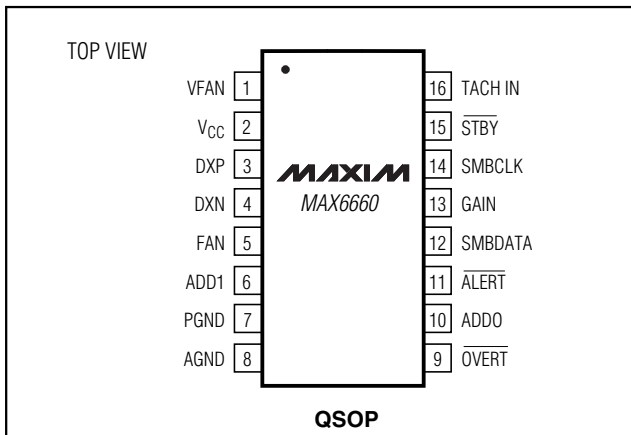 TOP VIEW
VFAN 1
VCC 2
DXP 3
DXN 4
FAN 5
ADD1 6
PGND 7
AGND 8
MAXIM
MAX6660
16 TACH IN
15 STBY
14 SMBCLK
13 GAIN
12 SMBDATA
11 ALERT
10 ADD0
9 OVERT
QSOP